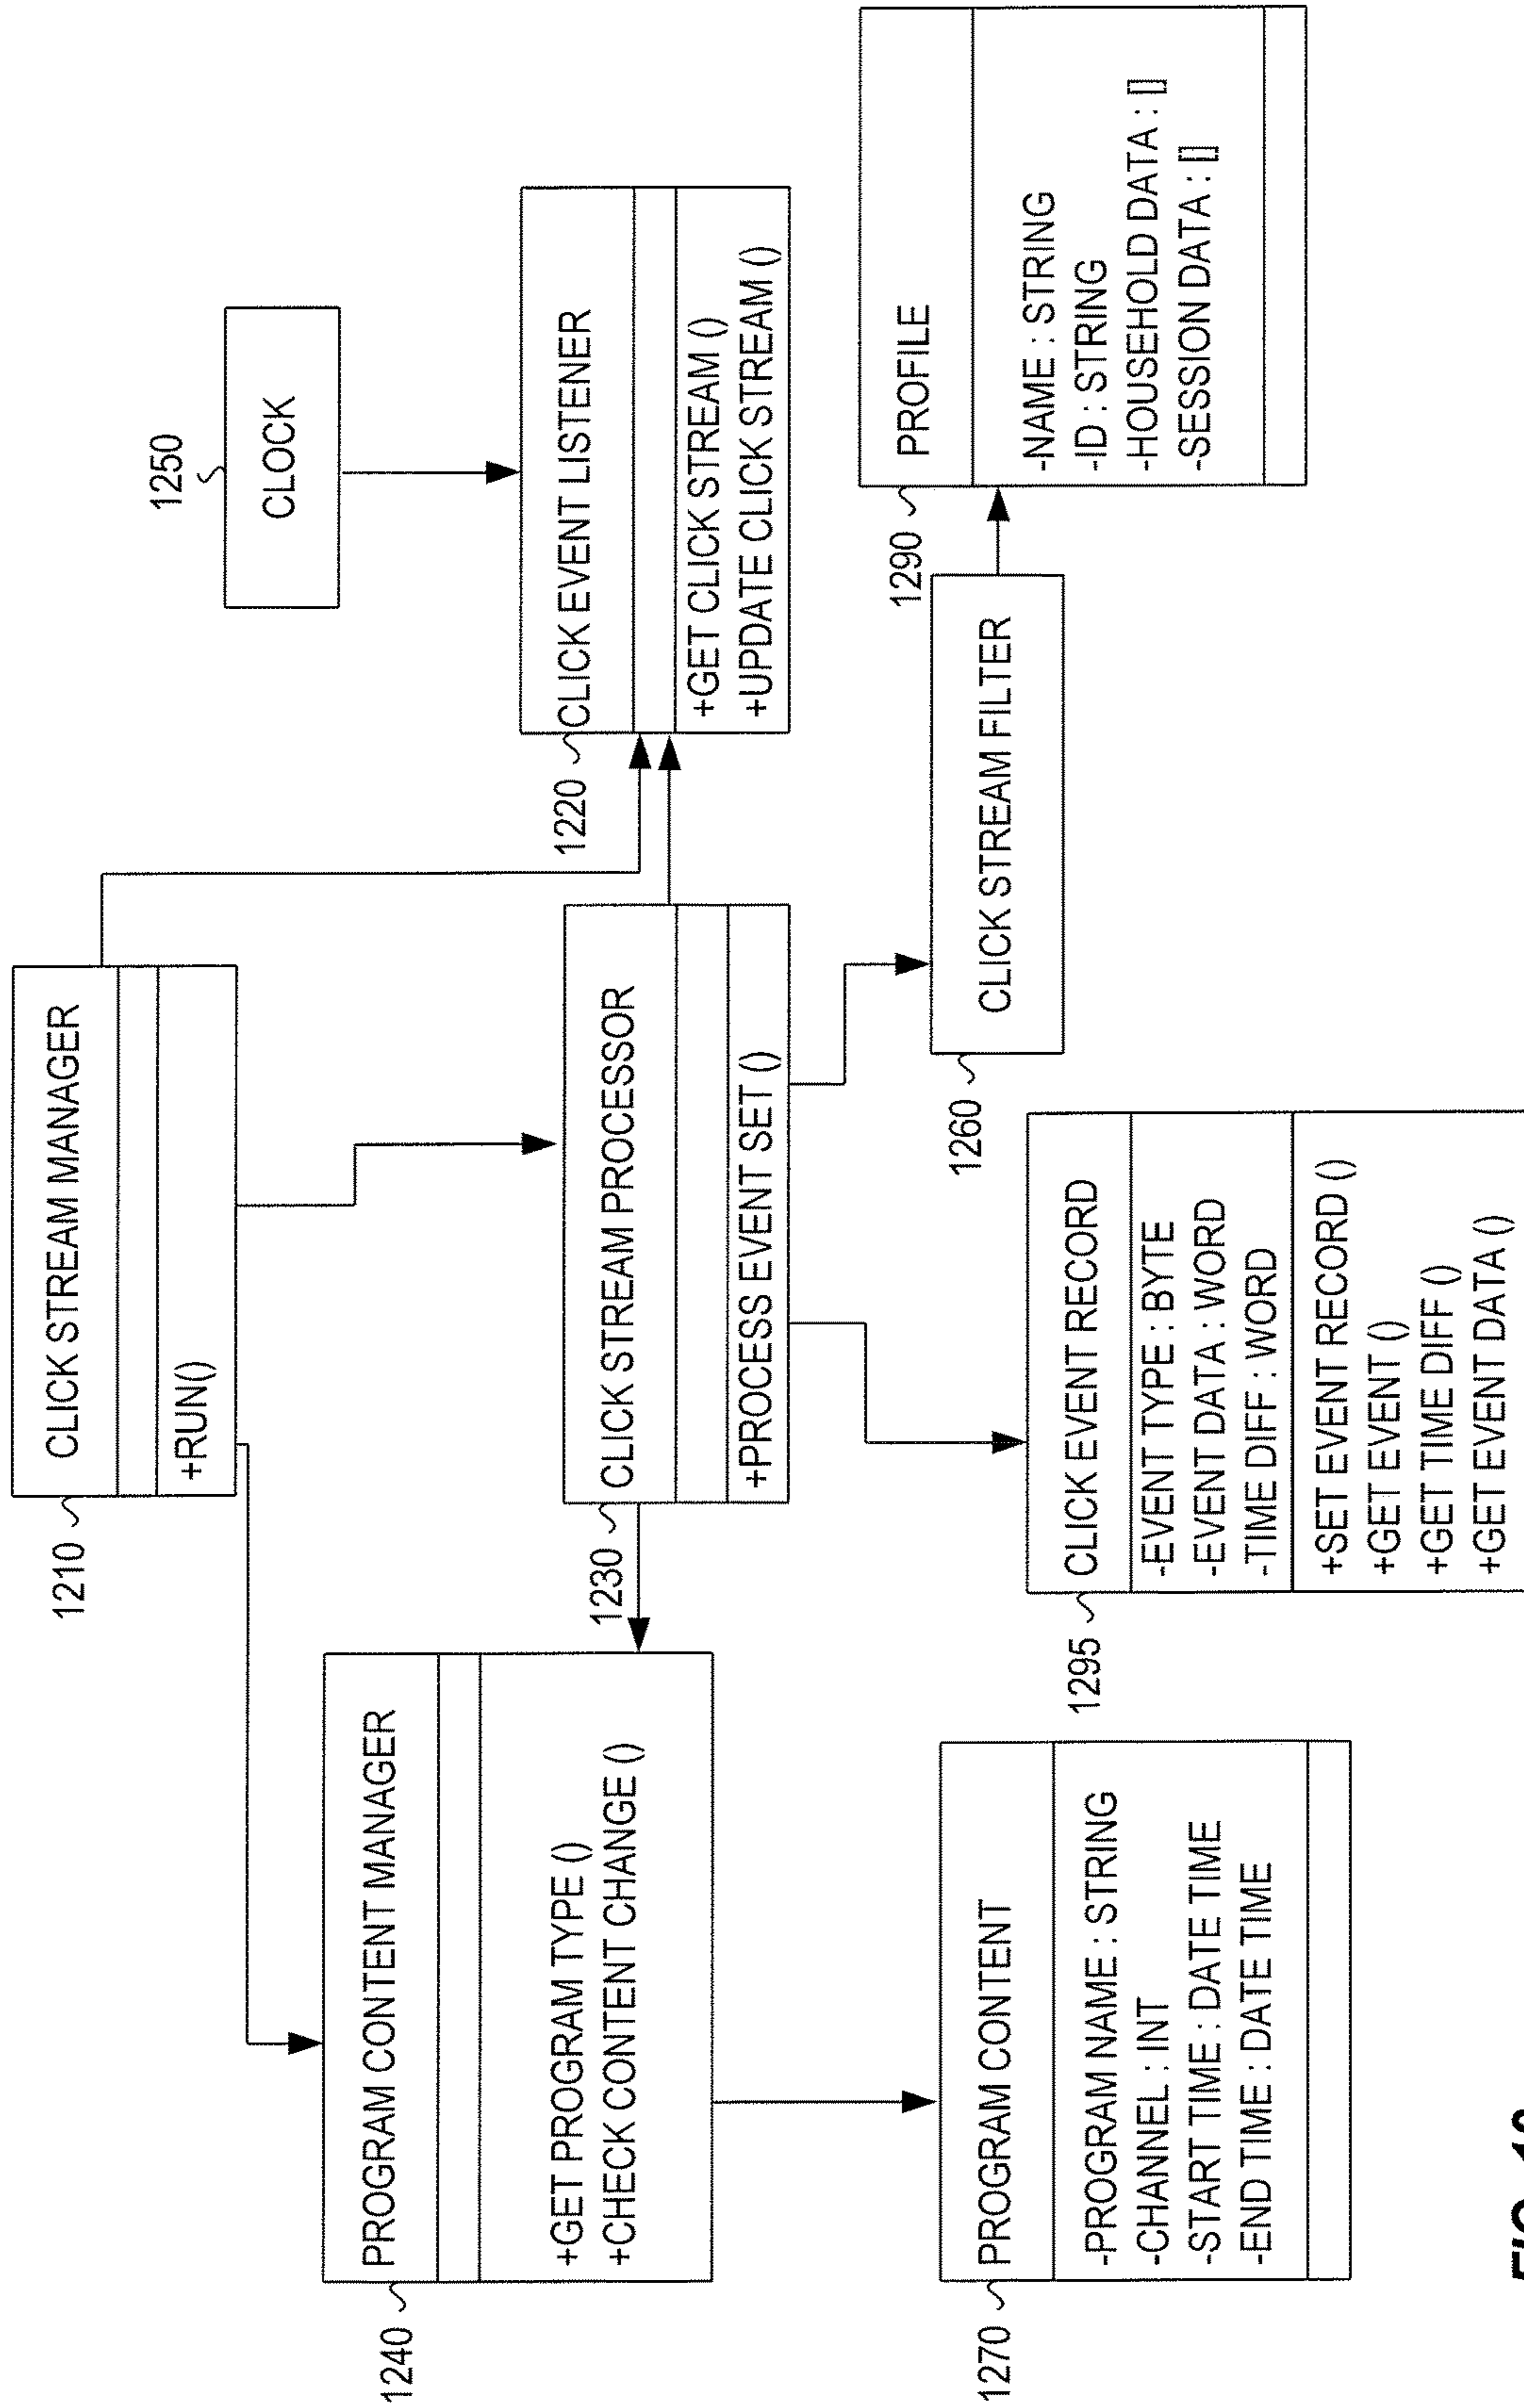 1210
CLICK STREAM MANAGER
+RUN()
1250
CLOCK
1240
PROGRAM CONTENT MANAGER
+GET PROGRAM TYPE ()
+CHECK CONTENT CHANGE ()
1230
CLICK STREAM PROCESSOR
+PROCESS EVENT SET ()
1220
CLICK EVENT LISTENER
+GET CLICK STREAM ()
+UPDATE CLICK STREAM ()
1270
PROGRAM CONTENT
-PROGRAM NAME : STRING
-CHANNEL : INT
-START TIME : DATE TIME
-END TIME : DATE TIME
1295
CLICK EVENT RECORD
-EVENT TYPE : BYTE
-EVENT DATA : WORD
-TIME DIFF : WORD
+SET EVENT RECORD ()
+GET EVENT ()
+GET TIME DIFF ()
+GET EVENT DATA ()
1260
CLICK STREAM FILTER
1290
PROFILE
-NAME : STRING
-ID : STRING
-HOUSEHOLD DATA : []
-SESSION DATA : []
FIG.